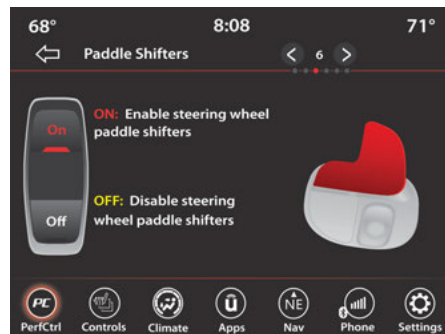 68°
8:08
71°
Paddle Shifters
< 6 >
On
ON: Enable steering wheel
paddle shifters
OFF: Disable steering
wheel paddle shifters
Off
PC
PerfCtrl
Controls
Climate
û
Apps
NE
Nav
Phone
Settings